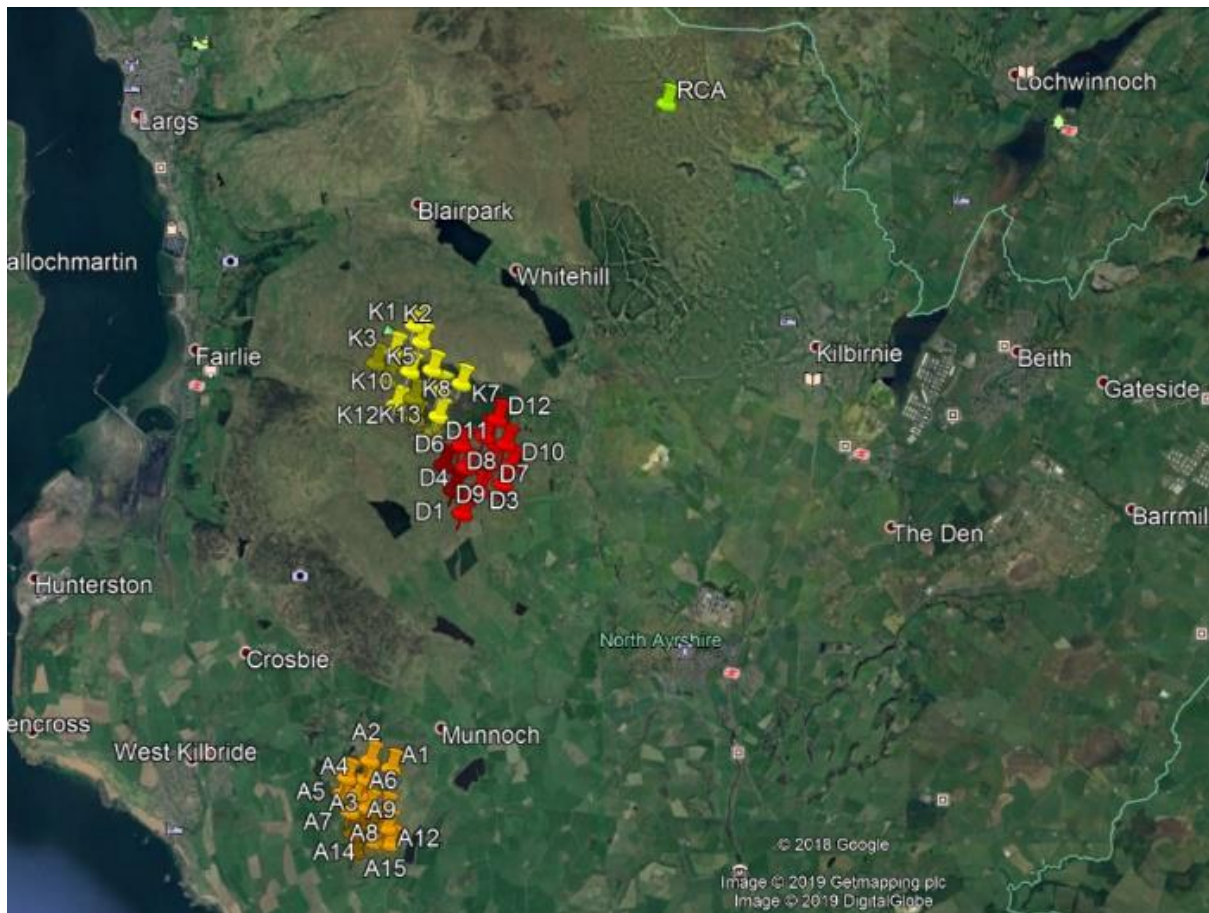 RCA
Lochwinnoch
Largs
Blairpark
allochmartin
Whitehill
K1 K2
K3
Fairlie
K5
Kilbirnie
Beith
K10
K8
K7
Gateside
K12 K13
D12
D11
D6
D10
D8
D4
D7
D9
D3
D1
Barrmil
The Den
Hunterston
North Ayrshire
Crosbie
encross
Munnoch
West Kilbride
A2
A1
A4
A6
A5
A3
A9
A7
A8
A12
A14
A15
© 2018 Google
Image © 2019 Getmapping plc
Image © 2019 DigitalGlobe